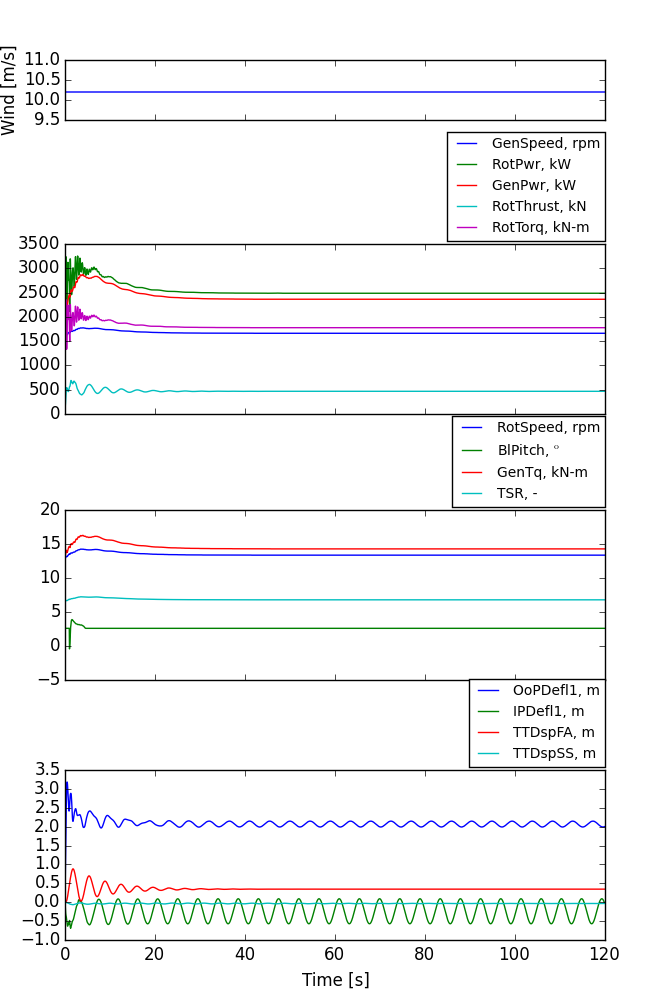 Wind [m/s]
11.0
10.5
10.0
9.5
GenSpeed, rpm
RotPwr, kW
GenPwr, kW
RotThrust, kN
RotTorq, kN-m
3500
3000
2500
2000
1500
1000
500
0
RotSpeed, rpm
BlPitch, °
GenTq, kN-m
TSR, -
20
15
10
5
0
−5
OoPDefl1, m
IPDefl1, m
TTDspFA, m
TTDspSS, m
3.5
3.0
2.5
2.0
1.5
1.0
0.5
0.0
−0.5
−1.0
0 20 40 60 80 100 120
Time [s]